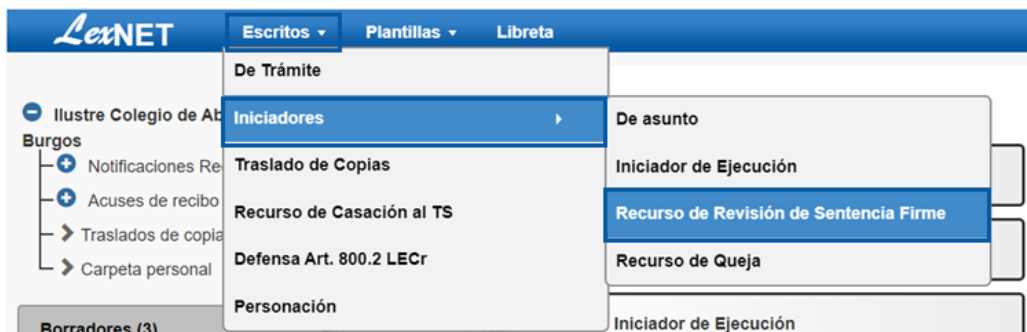 LexNET Escritos Plantillas Libreta
De Trámite
Ilustre Colegio de Ab
Burgos
Iniciadores
De asunto
Notificaciones Re
Traslado de Copias
Iniciador de Ejecución
Acuses de recibo
Recurso de Casación al TS
Recurso de Revisión de Sentencia Firme
Traslados de copia
Carpeta personal
Defensa Art. 800.2 LECr
Recurso de Queja
Personación
Borradores (3)
Iniciador de Ejecución